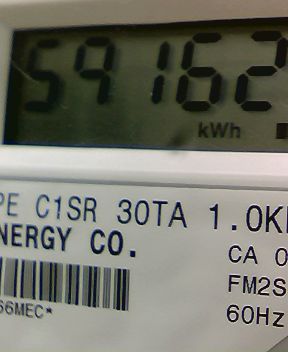 59162
kWh
PE C1SR 30TA 1.0K
NERGY CO.
CA 0
FM2S
66MEC*
60Hz